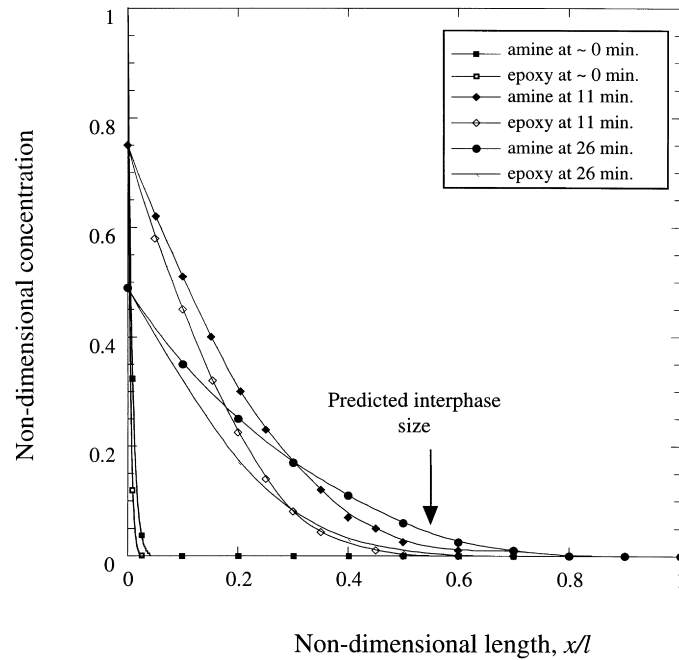 1
0.8
0.6
0.4
0.2
0
Non-dimensional concentration
amine at ~ 0 min.
epoxy at ~ 0 min.
amine at 11 min.
epoxy at 11 min.
amine at 26 min.
epoxy at 26 min.
Predicted interphase
size
0 0.2 0.4 0.6 0.8 1
Non-dimensional length, x/l